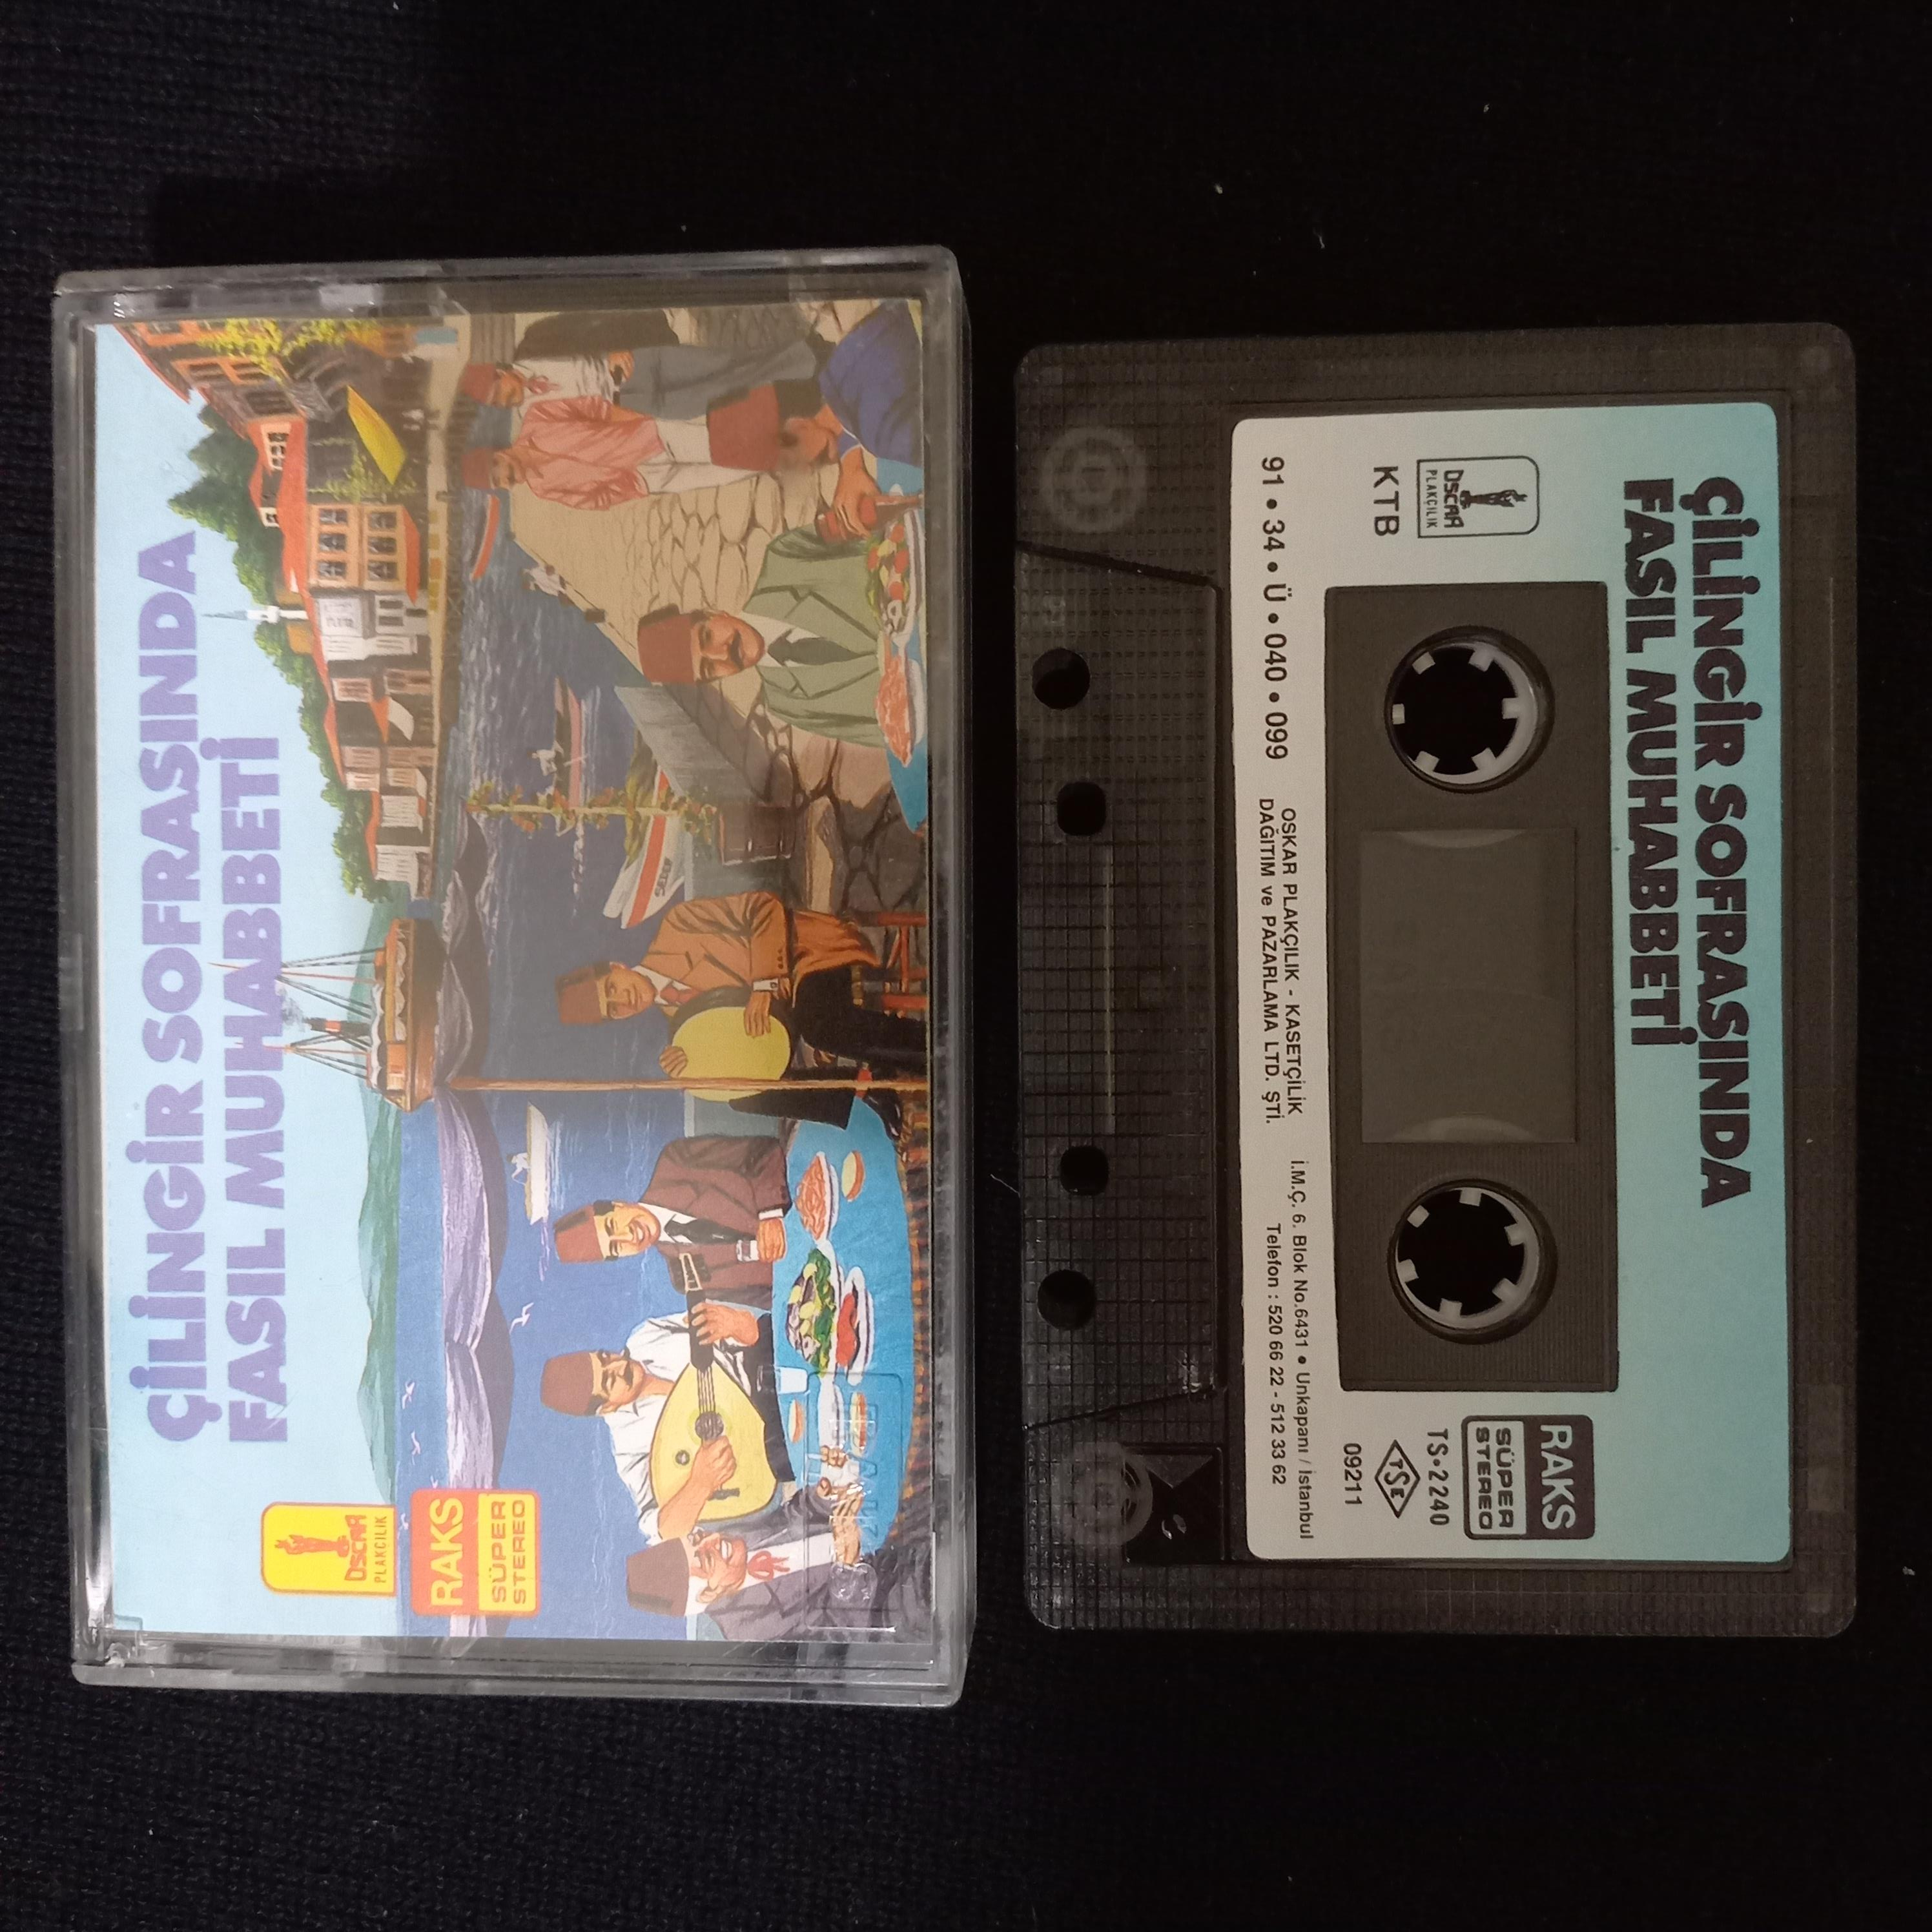 ÇİLİNGİR SOFRASINDA
FASIL MUHABBETİ
OSCAR
PLAKÇILIK
RAKS
SÜPER
STEREO
ÇİLİNGİR SOFRASINDA
FASIL MUHABBETİ
OSCAR
PLAKÇILIK
KTB
RAKS
SÜPER
STEREO
TS•2240
TSE
09211
91 • 34 • Ü • 040 • 099
OSKAR PLAKÇILIK - KASETÇİLİK
DAĞITIM ve PAZARLAMA LTD. ŞTİ.
İ.M.Ç. 6. Blok No.6431 • Unkapanı / İstanbul
Telefon : 520 66 22 - 512 33 62